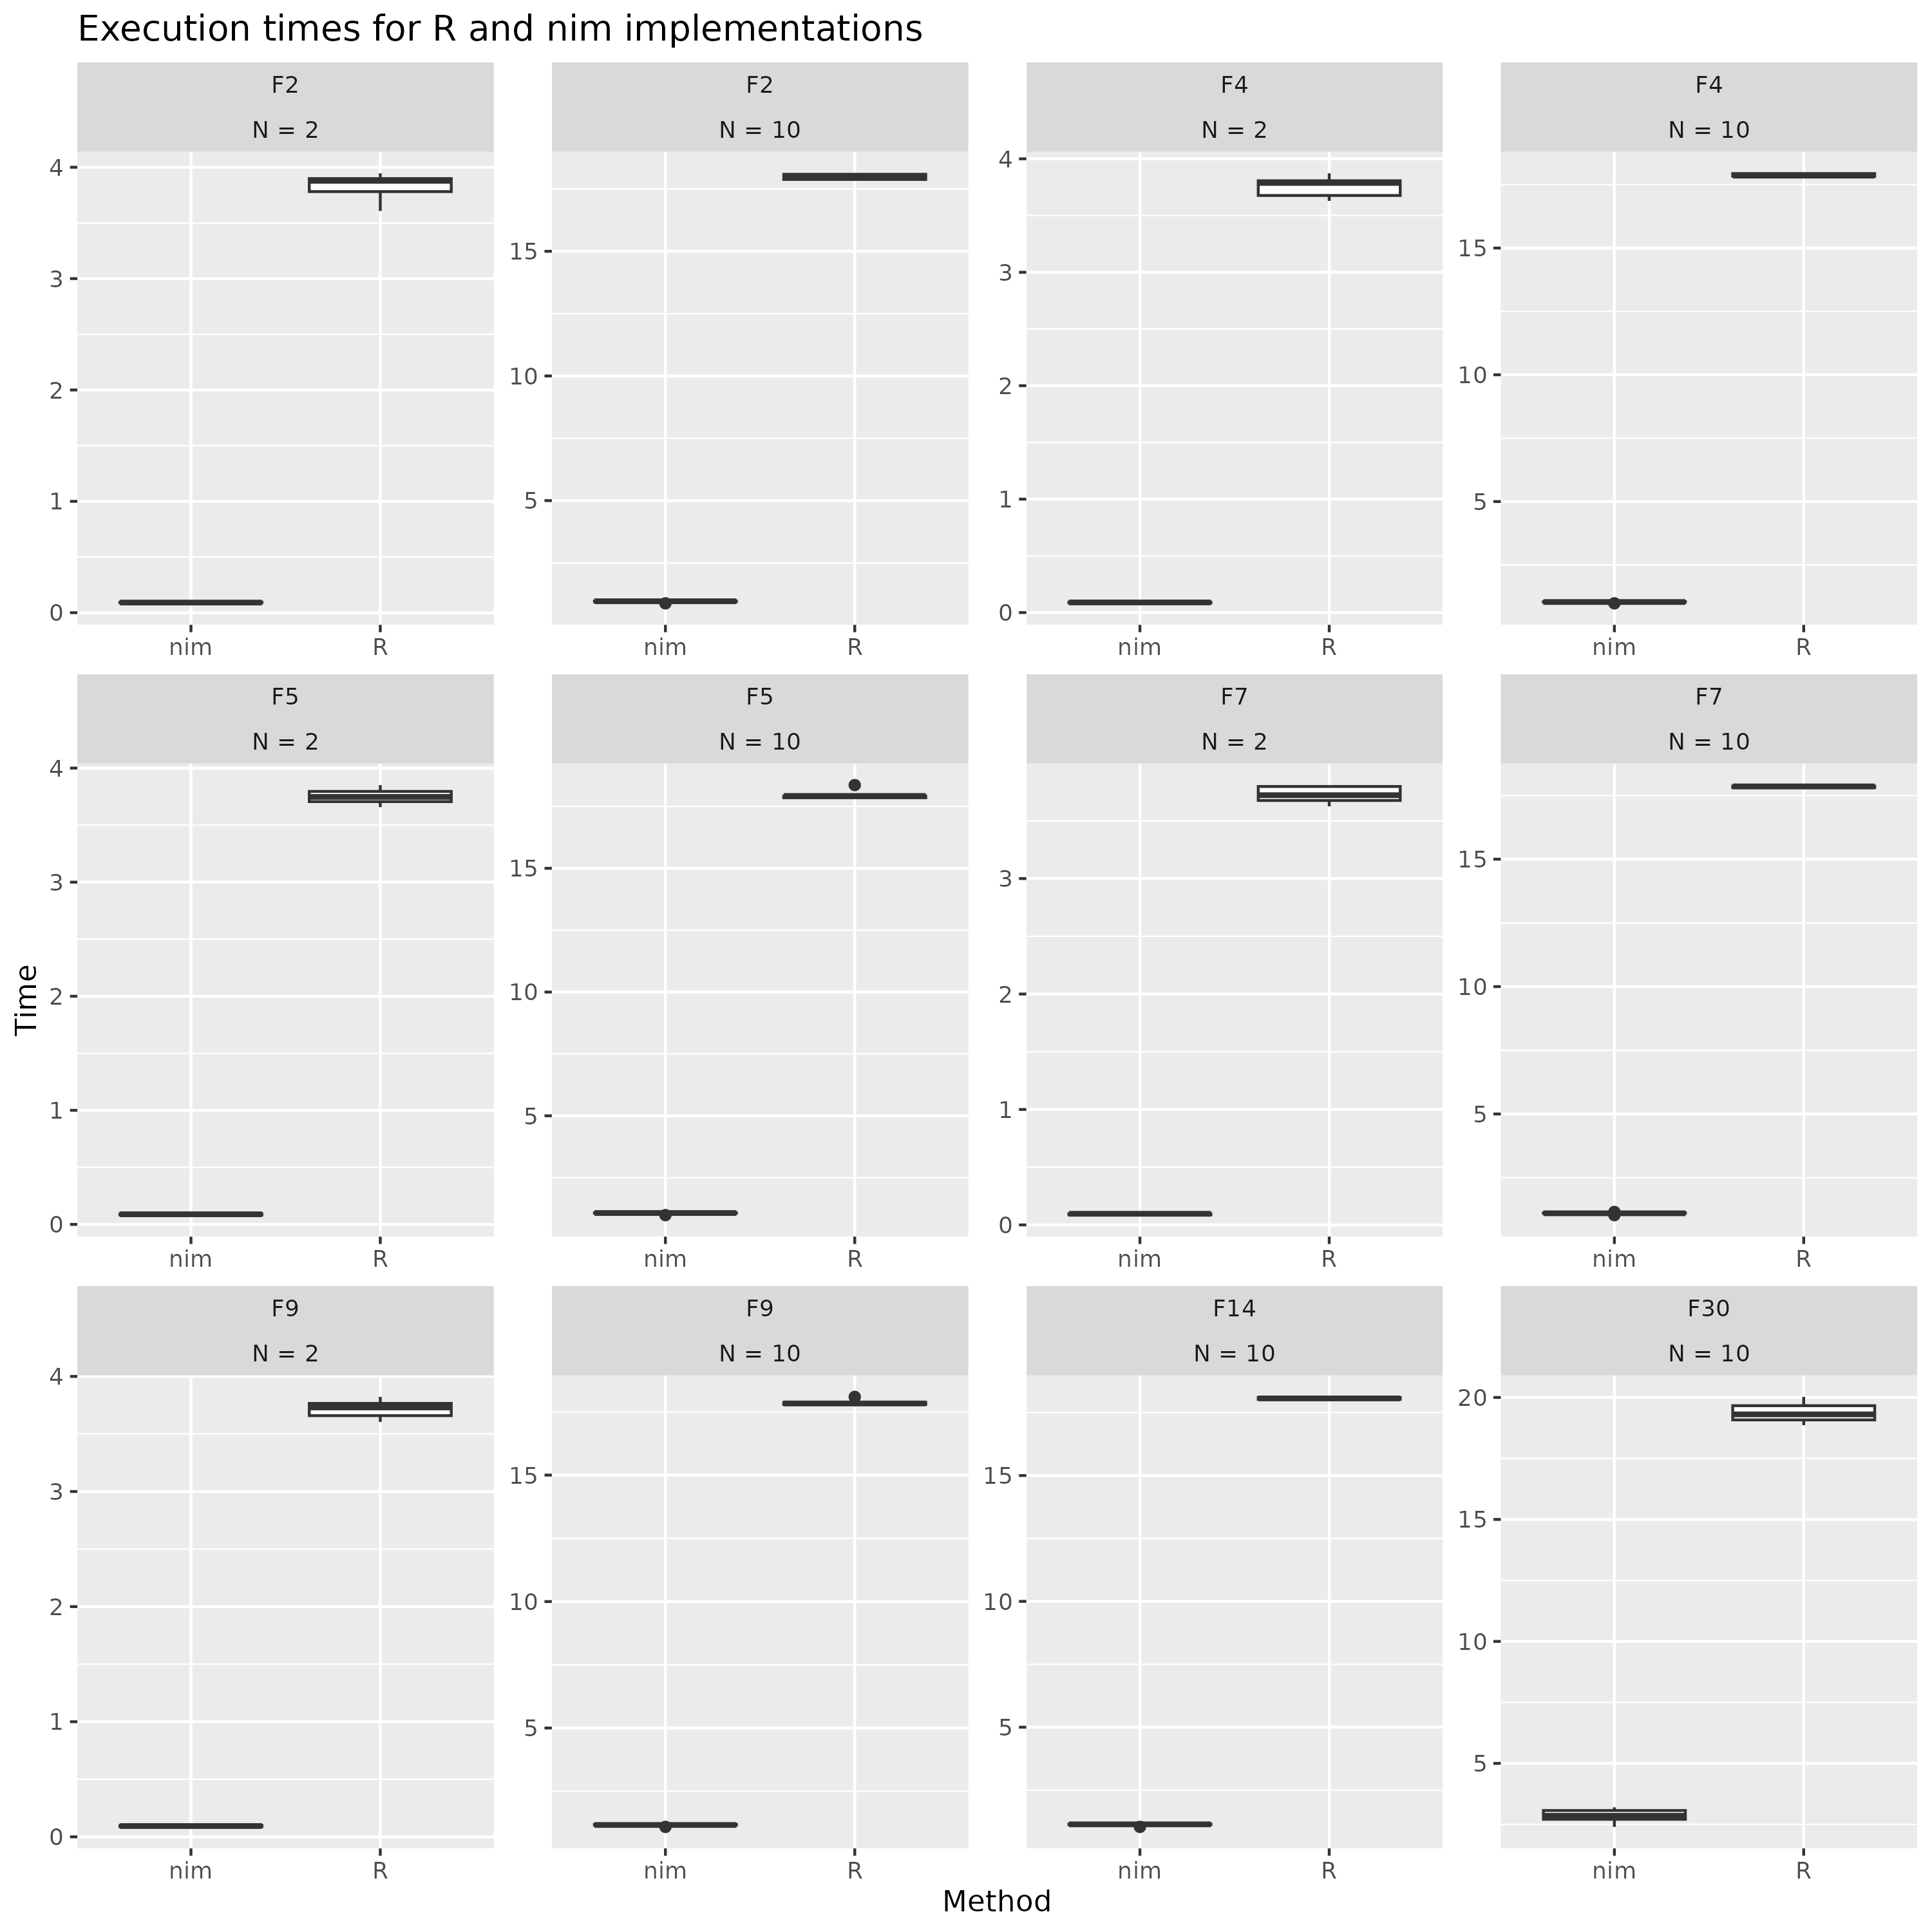 Execution times for R and nim implementations
F2 F2 F4 F4
N = 2 N = 10 N = 2 N = 10
4 4
15 15
3 3
10 10
2 2
1 5 1 5
0 0
nim R nim R nim R nim R
F5 F5 F7 F7
N = 2 N = 10 N = 2 N = 10
4
15 15
3 3
10 10
2 2
1 5 1 5
0 0
nim R nim R nim R nim R
Time
F9 F9 F14 F30
N = 2 N = 10 N = 10 N = 10
4 20
3 15 15 15
2 10 10 10
1 5 5 5
0
nim R nim R nim R nim R
Method